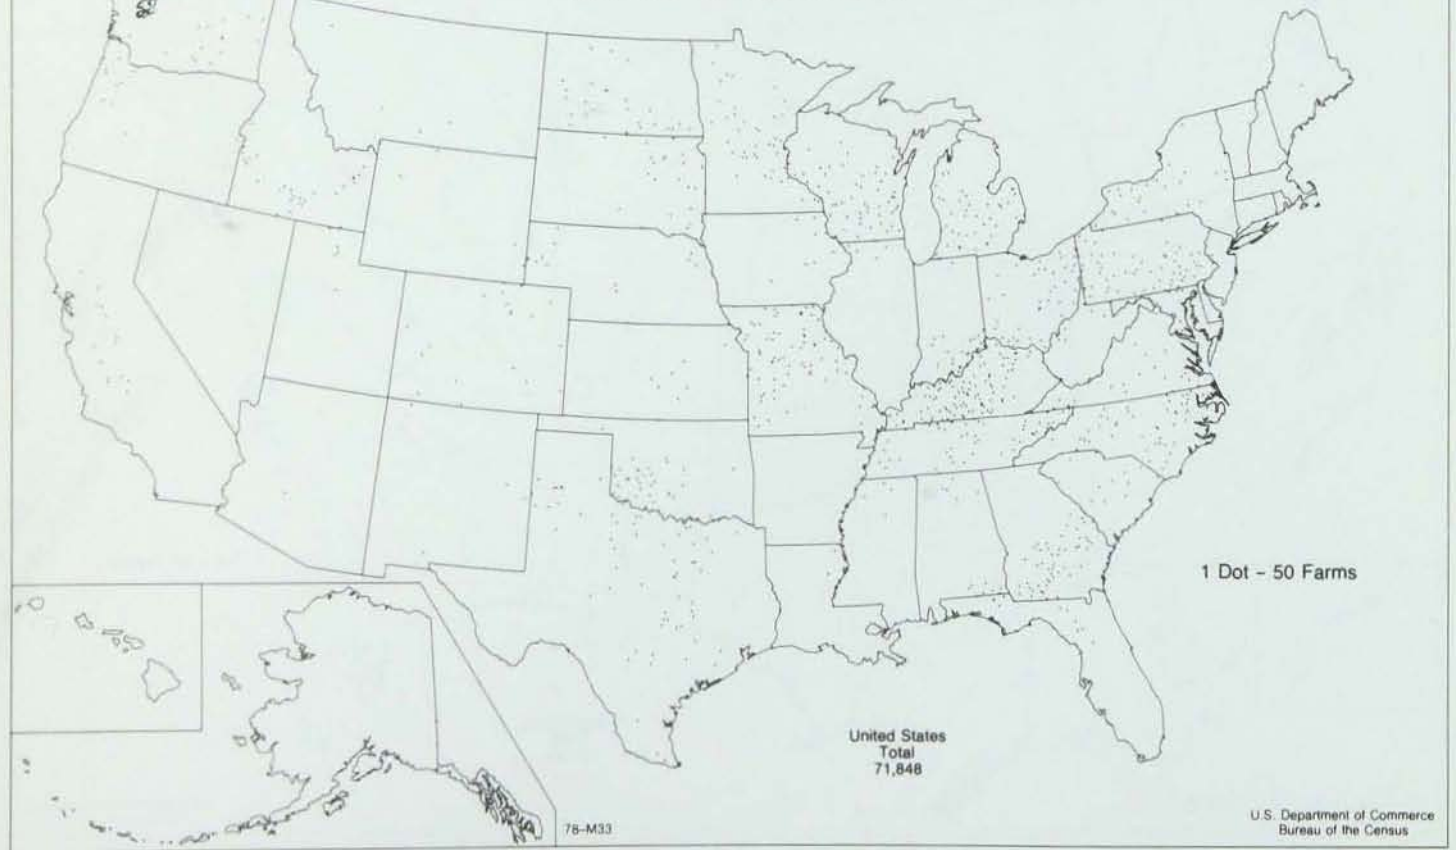 1 Dot - 50 Farms
United States
Total
71,848
78-M33
U.S. Department of Commerce
Bureau of the Census